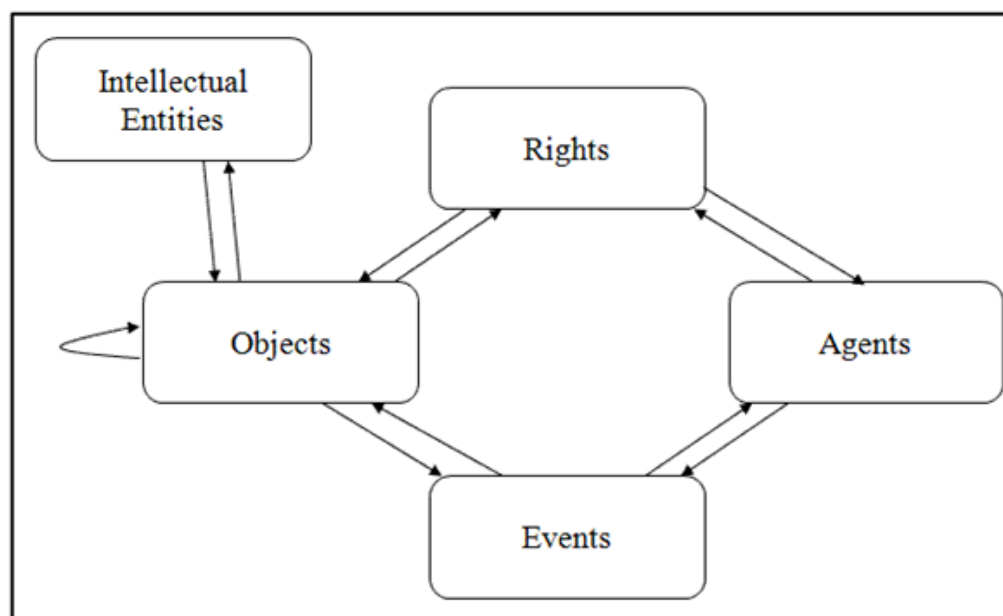 Intellectual
Entities
Rights
Objects
Agents
Events